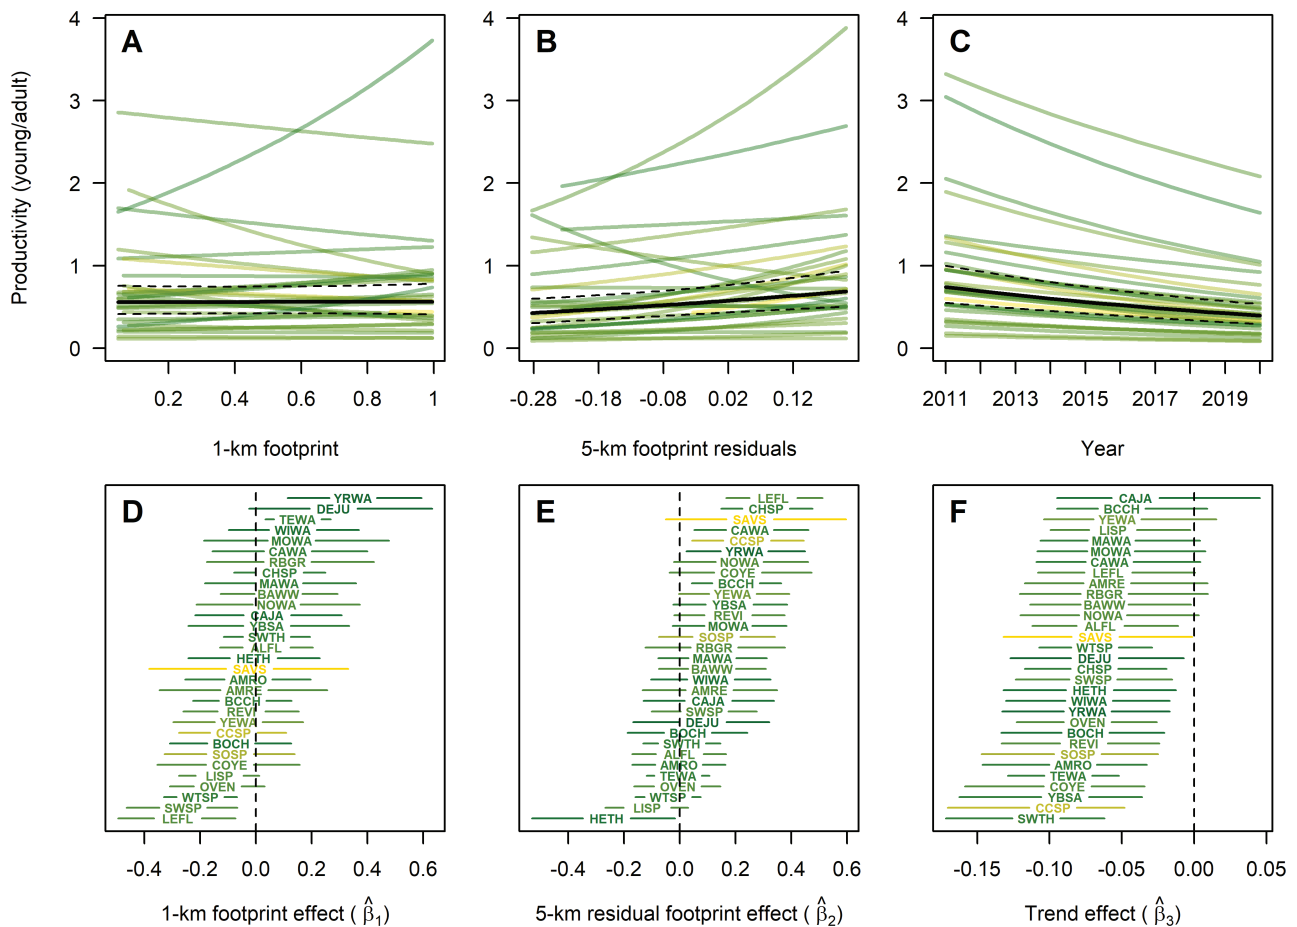 A
B
C
Productivity (young/adult)
4
3
2
1
0
0.2 0.4 0.6 0.8 1
1-km footprint
4
3
2
1
0
-0.28 -0.18 -0.08 0.02 0.12
5-km footprint residuals
4
3
2
1
0
2011 2013 2015 2017 2019
Year
D
YRWA
DEJU
TEWA
WIWA
MOWA
CAWA
RBGR
CHSP
MAWA
BAWW
NOWA
CAJA
YBSA
SWTH
ALFL
HETH
SAVS
AMRO
AMRE
BCCH
REVI
YEWA
CCSP
BOCH
SOSP
COYE
LISP
OVEN
WTSP
SWSP
LEFL
-0.4 -0.2 0.0 0.2 0.4 0.6
1-km footprint effect ( β̂1)
E
LEFL
CHSP
SAVS
CAWA
CCSP
YRWA
NOWA
COYE
BCCH
YEWA
YBSA
REVI
MOWA
SOSP
RBGR
MAWA
BAWW
WIWA
AMRE
CAJA
SWSP
DEJU
BOCH
SWTH
ALFL
AMRO
TEWA
OVEN
WTSP
LISP
HETH
-0.4 -0.2 0.0 0.2 0.4 0.6
5-km residual footprint effect ( β̂2)
F
CAJA
BCCH
YEWA
LISP
MAWA
MOWA
CAWA
LEFL
AMRE
RBGR
BAWW
NOWA
ALFL
SAVS
WTSP
DEJU
CHSP
SWSP
HETH
WIWA
YRWA
OVEN
BOCH
REVI
SOSP
AMRO
TEWA
COYE
YBSA
CCSP
SWTH
-0.15 -0.10 -0.05 0.00 0.05
Trend effect ( β̂3)